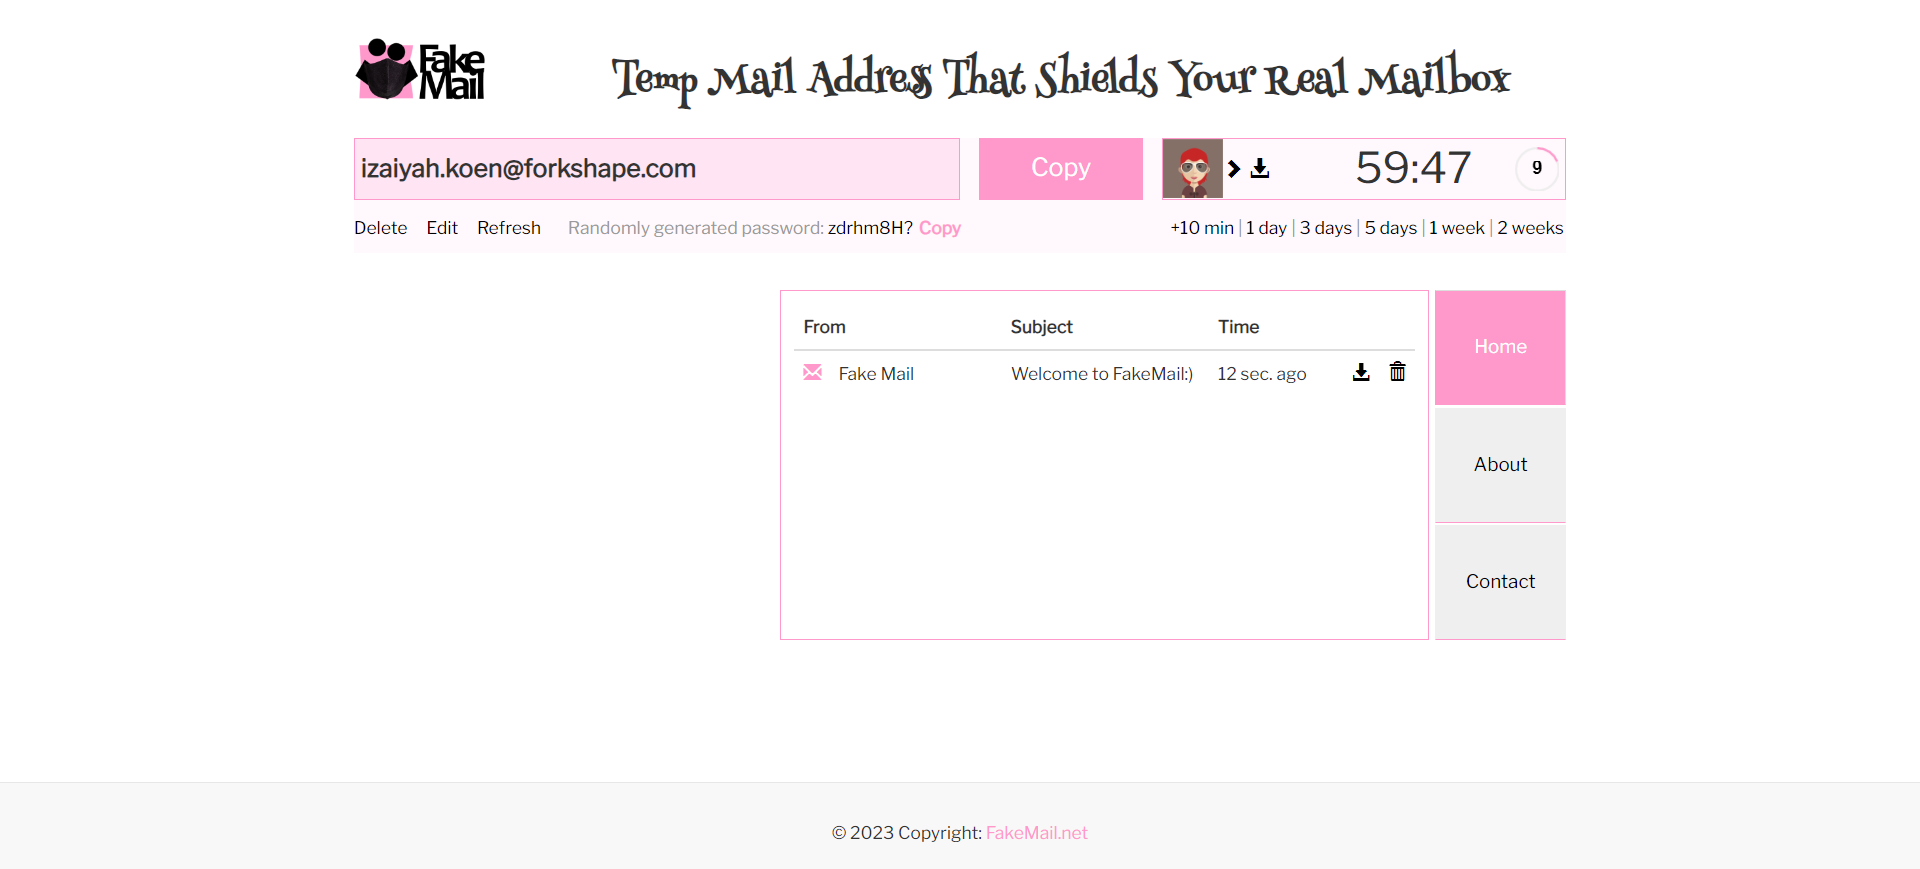 Fake
Mail
Temp Mail Address That Shields Your Real Mailbox
izaiyah.koen@forkshape.com
Copy
59:47
9
Delete Edit Refresh Randomly generated password: zdrhm8H? Copy
+10 min | 1 day | 3 days | 5 days | 1 week | 2 weeks
From Subject Time
Fake Mail Welcome to FakeMail:) 12 sec. ago
Home
About
Contact
© 2023 Copyright: FakeMail.net